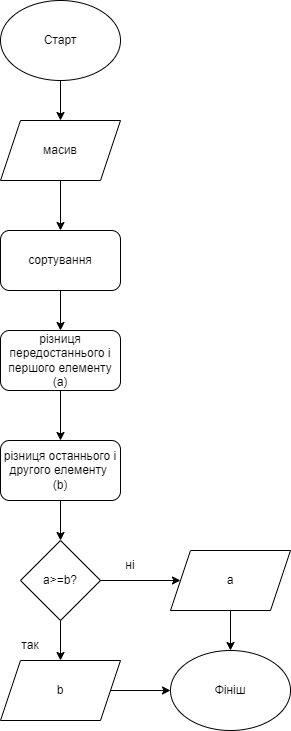 Старт
масив
сортування
різниця
передостаннього і
першого елементу
(a)
різниця останнього і
другого елементу
(b)
a>=b?
ні
a
так
b
Фініш